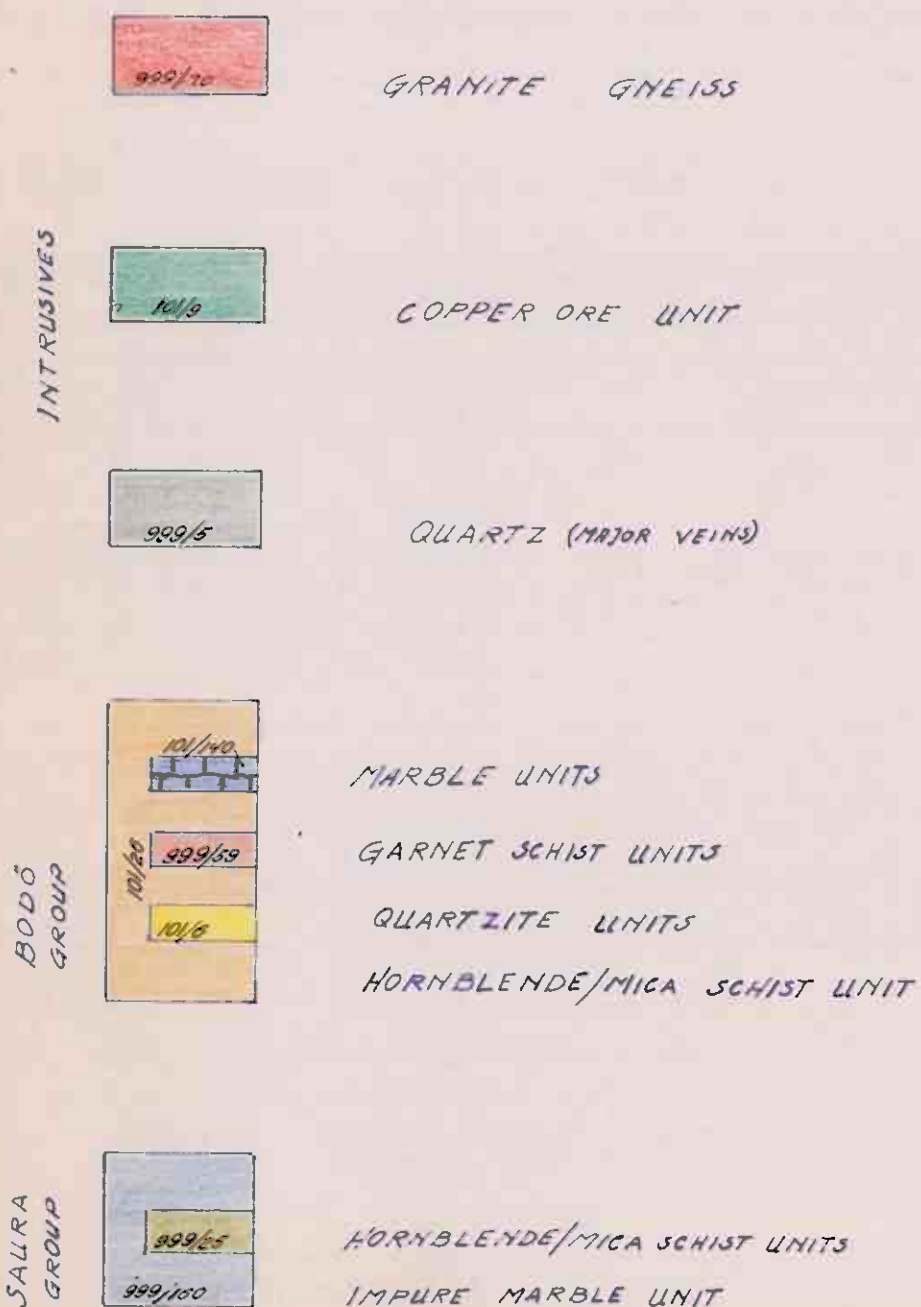 999/70
GRANITE GNEISS
INTRUSIVES
101/9
COPPER ORE UNIT
999/5
QUARTZ (MAJOR VEINS)
BODÖ
GROUP
101/20
101/140
MARBLE UNITS
999/59
GARNET SCHIST UNITS
101/6
QUARTZITE UNITS
HORNBLENDE/MICA SCHIST UNIT
SAURA
GROUP
999/25
HORNBLENDE/MICA SCHIST UNITS
999/160
IMPURE MARBLE UNIT